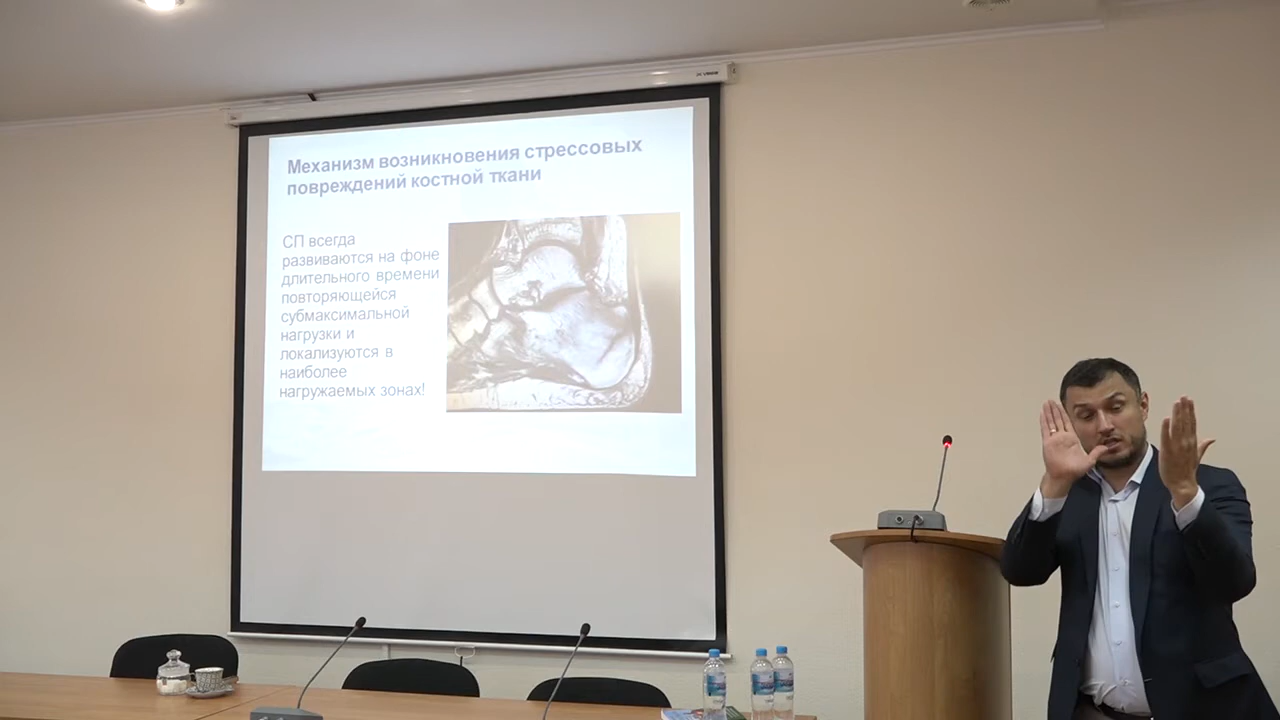 Механизм возникновения стрессовых
повреждений костной ткани
СП всегда
развиваются на фоне
длительного времени
повторяющейся
субмаксимальной
нагрузки и
локализуются в
наиболее
нагружаемых зонах!